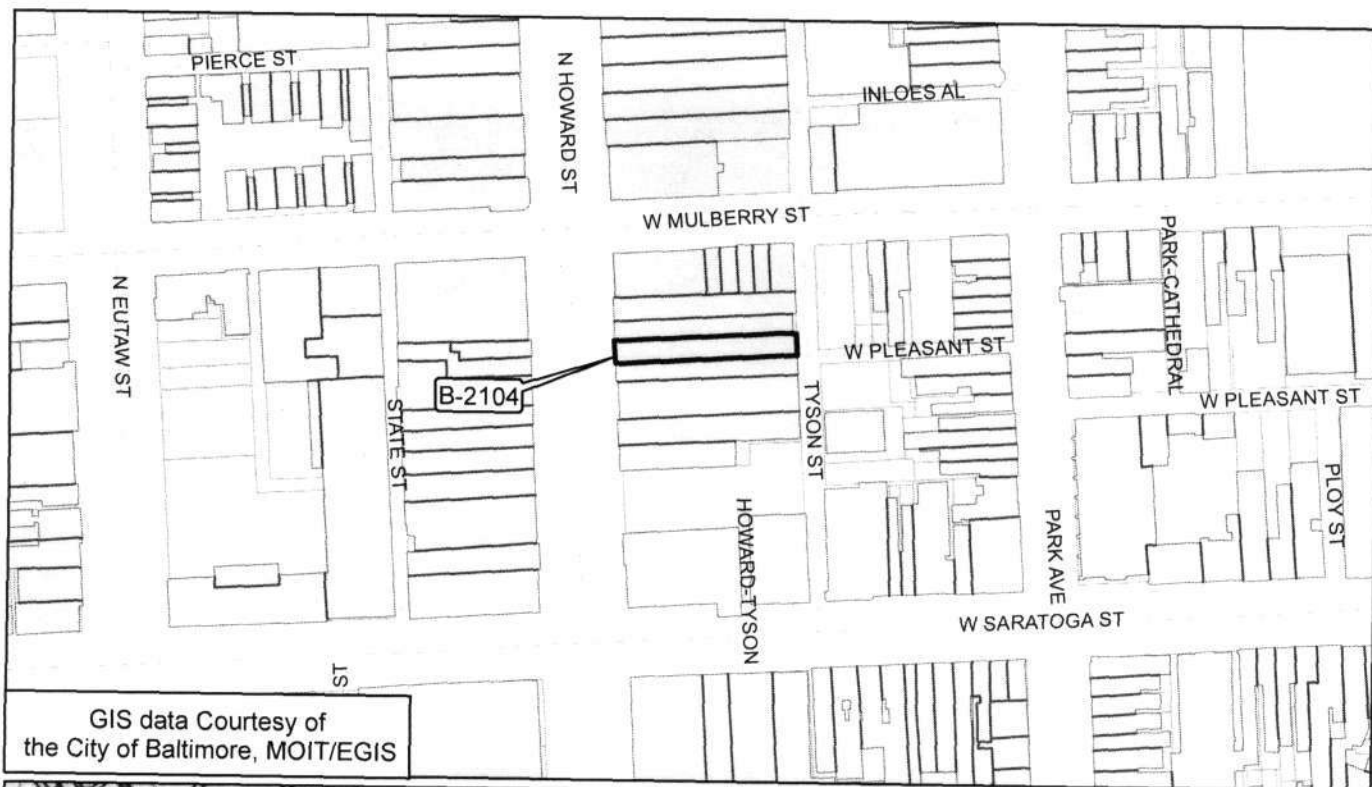 PIERCE ST
N HOWARD ST
INLOES AL
W MULBERRY ST
N EUTAW ST
PARK-CATHEDRAL
W PLEASANT ST
B-2104
STATE ST
TYSON ST
W PLEASANT ST
HOWARD-TYSON
PARK AVE
PLOY ST
W SARATOGA ST
ST
GIS data Courtesy of
the City of Baltimore, MOIT/EGIS